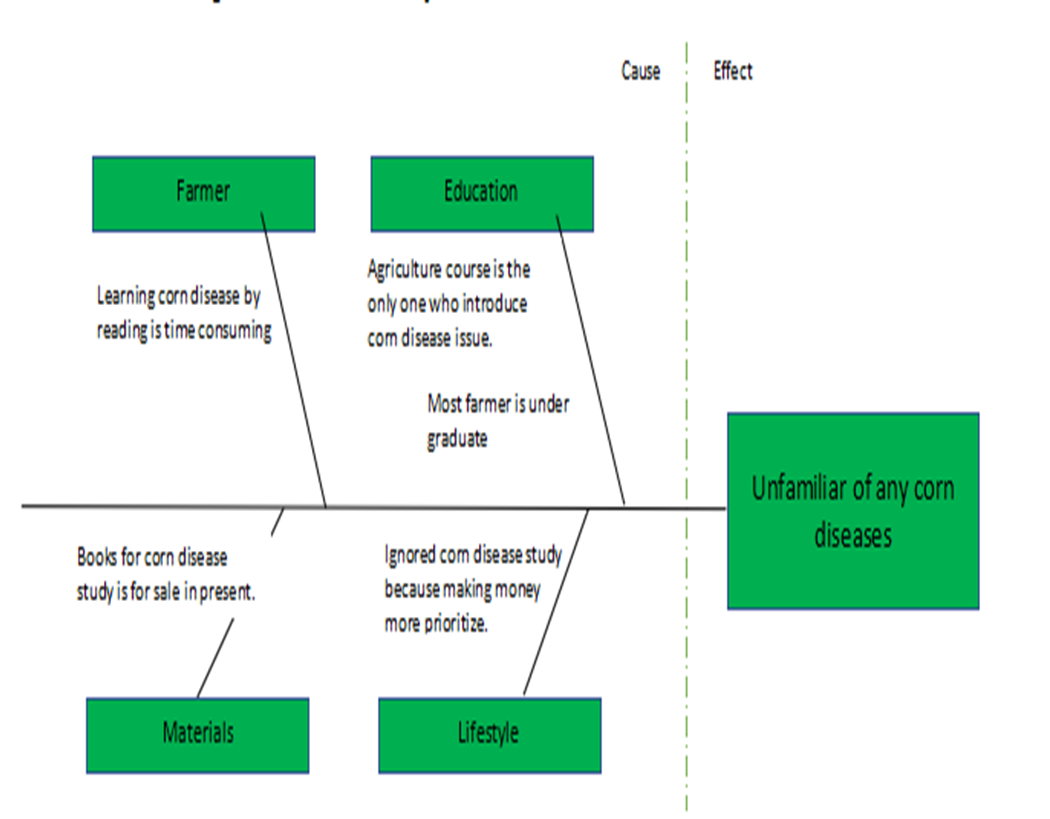 Cause
Effect
Farmer
Education
Learning corn disease by
reading is time consuming
Agriculture course is the
only one who introduce
corn disease issue.
Most farmer is under
graduate
Unfamiliar of any corn
diseases
Books for corn disease
study is for sale in present.
Ignored corn disease study
because making money
more prioritize.
Materials
Lifestyle